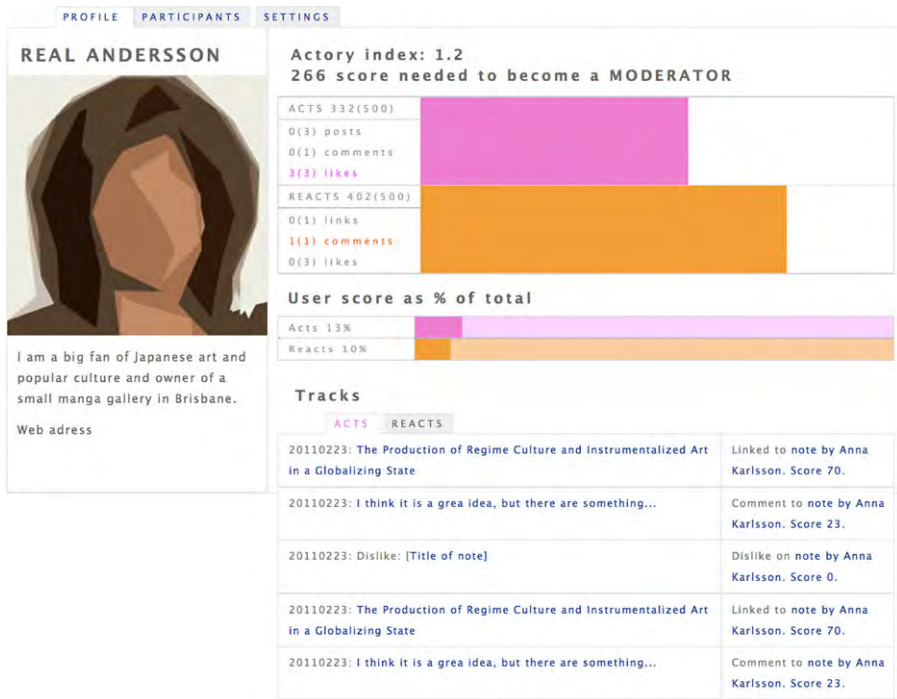 PROFILE PARTICIPANTS SETTINGS
REAL ANDERSSON
I am a big fan of Japanese art and
popular culture and owner of a
small manga gallery in Brisbane.
Web adress
Actory index: 1.2
266 score needed to become a MODERATOR
ACTS 332(500)
0(3) posts
0(1) comments
3(3) likes
REACTS 402(500)
0(1) links
1(1) comments
0(3) likes
User score as % of total
Acts 13%
Reacts 10%
Tracks
ACTS REACTS
20110223: The Production of Regime Culture and Instrumentalized Art
in a Globalizing State
Linked to note by Anna
Karlsson. Score 70.
20110223: I think it is a grea idea, but there are something...
Comment to note by Anna
Karlsson. Score 23.
20110223: Dislike: [Title of note]
Dislike on note by Anna
Karlsson. Score 0.
20110223: The Production of Regime Culture and Instrumentalized Art
in a Globalizing State
Linked to note by Anna
Karlsson. Score 70.
20110223: I think it is a grea idea, but there are something...
Comment to note by Anna
Karlsson. Score 23.